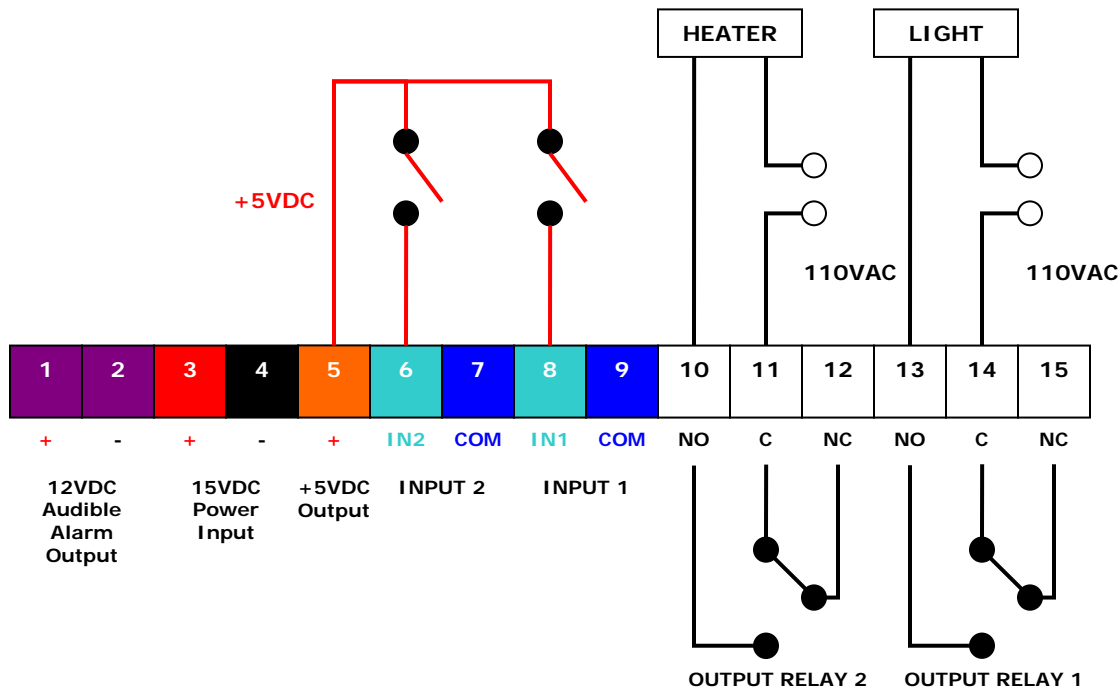 HEATER
LIGHT
+5VDC
110VAC
110VAC
1 2 3 4 5 6 7 8 9 10 11 12 13 14 15
+ - + - + IN2 COM IN1 COM NO C NC NO C NC
12VDC
Audible
Alarm
Output
15VDC
Power
Input
+5VDC
Output
INPUT 2
INPUT 1
OUTPUT RELAY 2
OUTPUT RELAY 1